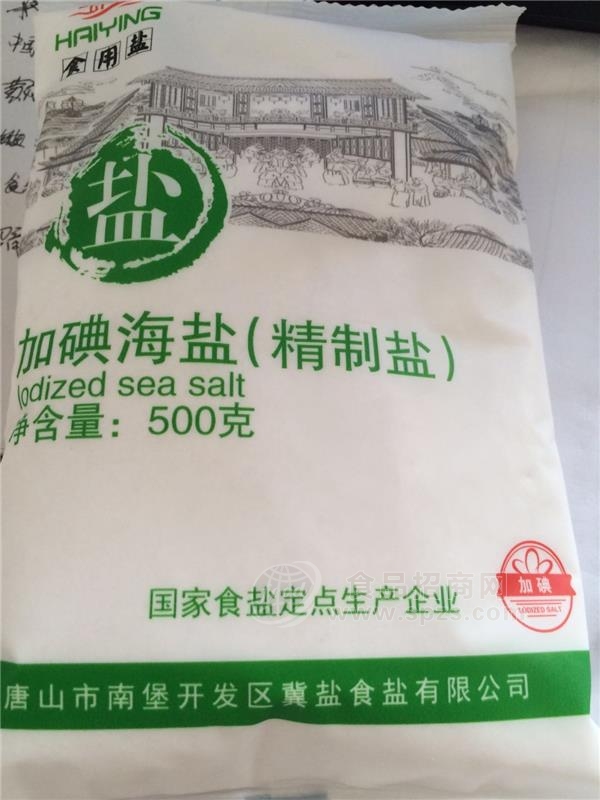 HAIYING
食用盐
盐
加碘海盐(精制盐)
Iodized sea salt
净含量：500克
加碘
IODIZED SALT
国家食盐定点生产企业
食品招商网
www.spzs.com
唐山市南堡开发区冀盐食盐有限公司